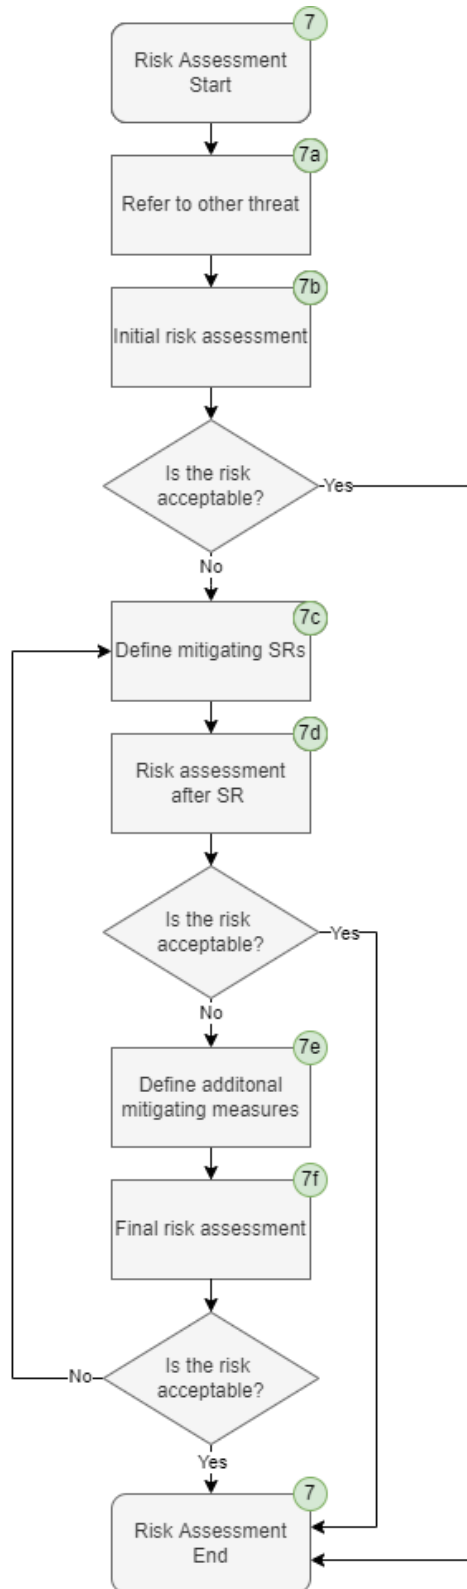 7
Risk Assessment
Start
7a
Refer to other threat
7b
Initial risk assessment
Is the risk
acceptable?
Yes
No
7c
Define mitigating SRs
7d
Risk assessment
after SR
Is the risk
acceptable?
Yes
No
7e
Define additonal
mitigating measures
7f
Final risk assessment
Is the risk
acceptable?
No
Yes
7
Risk Assessment
End